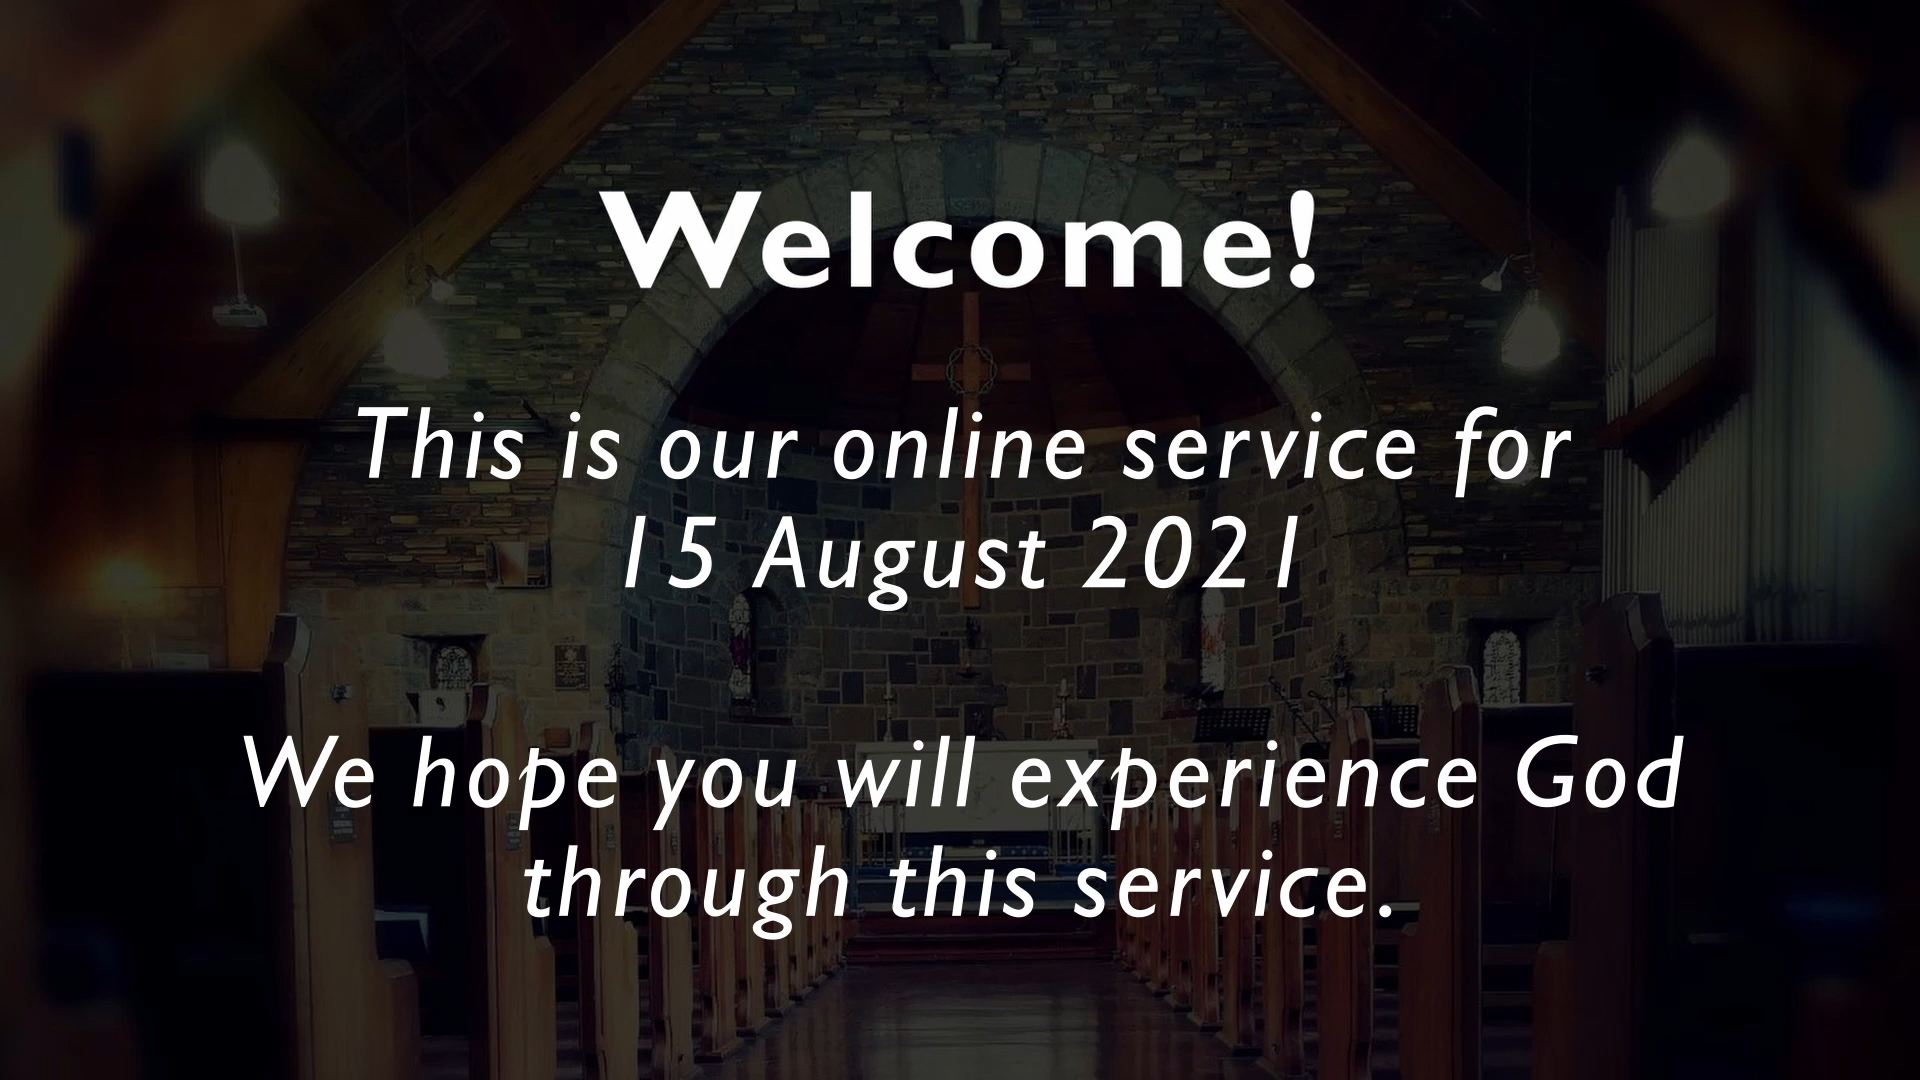 Welcome!
This is our online service for
15 August 2021
We hope you will experience God
through this service.